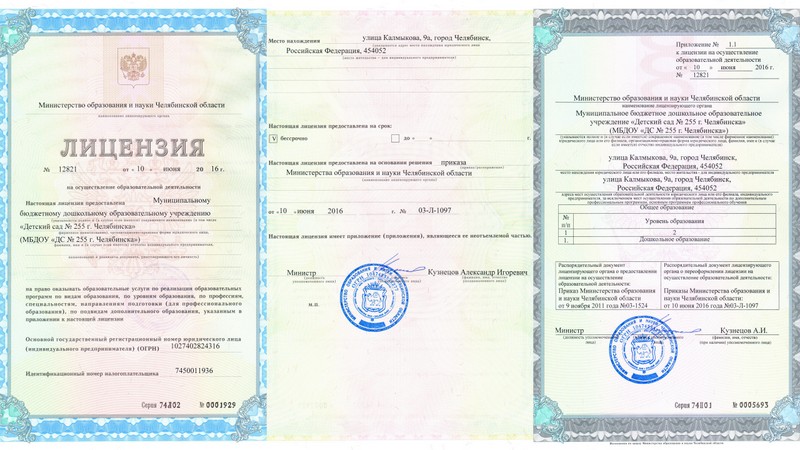 Министерство образования и науки Челябинской области
наименование лицензирующего органа
ЛИЦЕНЗИЯ
№ 12821 от «10» июня 2016 г.
на осуществление образовательной деятельности
Настоящая лицензия предоставлена Муниципальному
бюджетному дошкольному образовательному учреждению
«Детский сад № 255 г. Челябинска»
(МБДОУ «ДС № 255 г. Челябинска»)
на право оказывать образовательные услуги по реализации образовательных
программ по видам образования, по уровням образования, по профессиям,
специальностям, направлениям подготовки (для профессионального
образования), по подвидам дополнительного образования, указанным в
приложении к настоящей лицензии
Основной государственный регистрационный номер юридического лица
(индивидуального предпринимателя) (ОГРН) 1027402824316
Идентификационный номер налогоплательщика 7450011936
Серия 74Л02 № 0001929
Место нахождения улица Калмыкова, 9а, город Челябинск,
Российская Федерация, 454052
Настоящая лицензия предоставлена на срок:
V бессрочно до « » г.
Настоящая лицензия предоставлена на основании решения приказа
Министерства образования и науки Челябинской области
от «10» июня 2016 г. № 03-Л-1097
Настоящая лицензия имеет приложение (приложения), являющееся ее неотъемлемой частью.
Министр Кузнецов Александр Игоревич
м.п.
Приложение № 1.1
к лицензии на осуществление
образовательной деятельности
от «10» июня 2016 г.
№ 12821
Министерство образования и науки Челябинской области
наименование лицензирующего органа
Муниципальное бюджетное дошкольное образовательное
учреждение «Детский сад № 255 г. Челябинска»
(МБДОУ «ДС № 255 г. Челябинска»)
улица Калмыкова, 9а, город Челябинск,
Российская Федерация, 454052
улица Калмыкова, 9а, город Челябинск,
Российская Федерация, 454052
Общее образование
№ п/п Уровень образования
1 2
1. Дошкольное образование
Распорядительный документ
лицензирующего органа о предоставлении
лицензии на осуществление
образовательной деятельности:
Приказ Министерства образования
и науки Челябинской области
от 9 ноября 2011 года №03-1524
Распорядительный документ лицензирующего
органа о переоформлении лицензии на
осуществление образовательной деятельности:
Приказы Министерства образования
и науки Челябинской области:
от 10 июня 2016 года №03-Л-1097
Министр Кузнецов А.И.
Серия 74П01 № 0005693